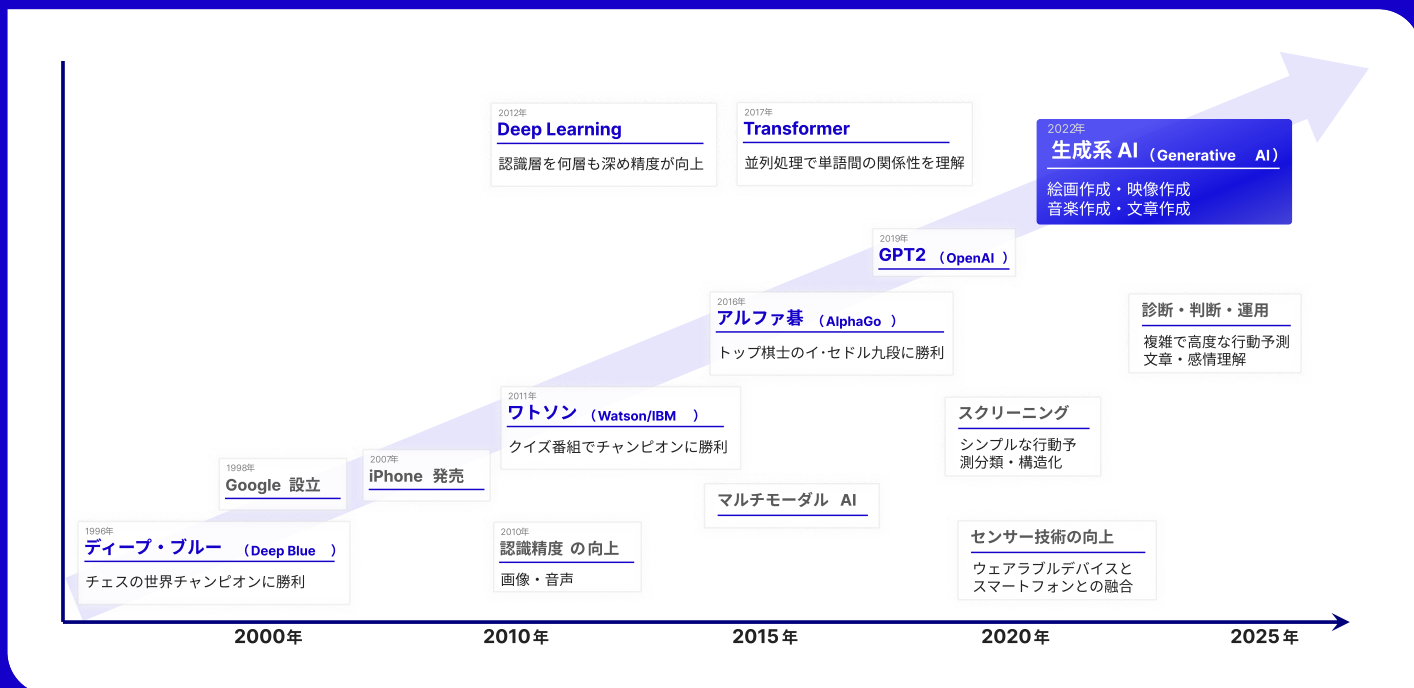 2012年
Deep Learning
認識層を何層も深め精度が向上
2017年
Transformer
並列処理で単語間の関係性を理解
2022年
生成系 AI（Generative AI）
絵画作成・映像作成
音楽作成・文章作成
2019年
GPT2（OpenAI）
2016年
アルファ碁（AlphaGo）
トップ棋士のイ・セドル九段に勝利
診断・判断・運用
複雑で高度な行動予測
文章・感情理解
2011年
ワトソン（Watson/IBM）
クイズ番組でチャンピオンに勝利
スクリーニング
シンプルな行動予
測分類・構造化
2007年
iPhone 発売
1998年
Google 設立
マルチモーダル AI
1996年
ディープ・ブルー（Deep Blue）
チェスの世界チャンピオンに勝利
2010年
認識精度の向上
画像・音声
センサー技術の向上
ウェアラブルデバイスと
スマートフォンとの融合
2000年 2010年 2015年 2020年 2025年